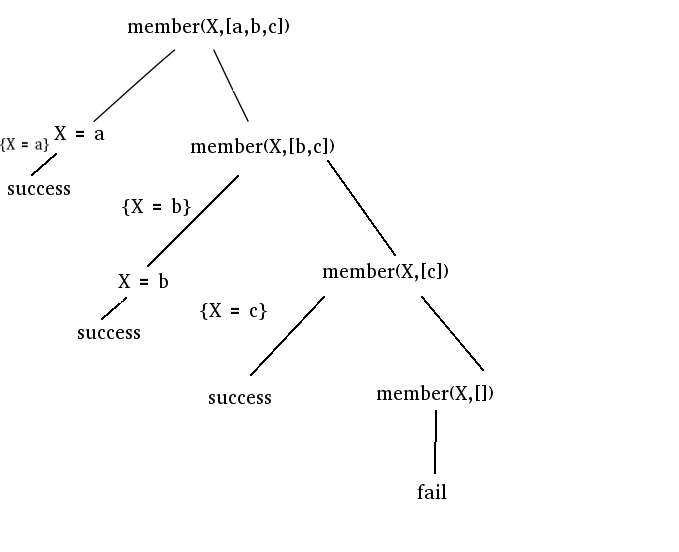 member(X,[a,b,c])
{X = a} X = a
member(X,[b,c])
success
{X = b}
member(X,[c])
X = b
{X = c}
success
success
member(X,[])
fail